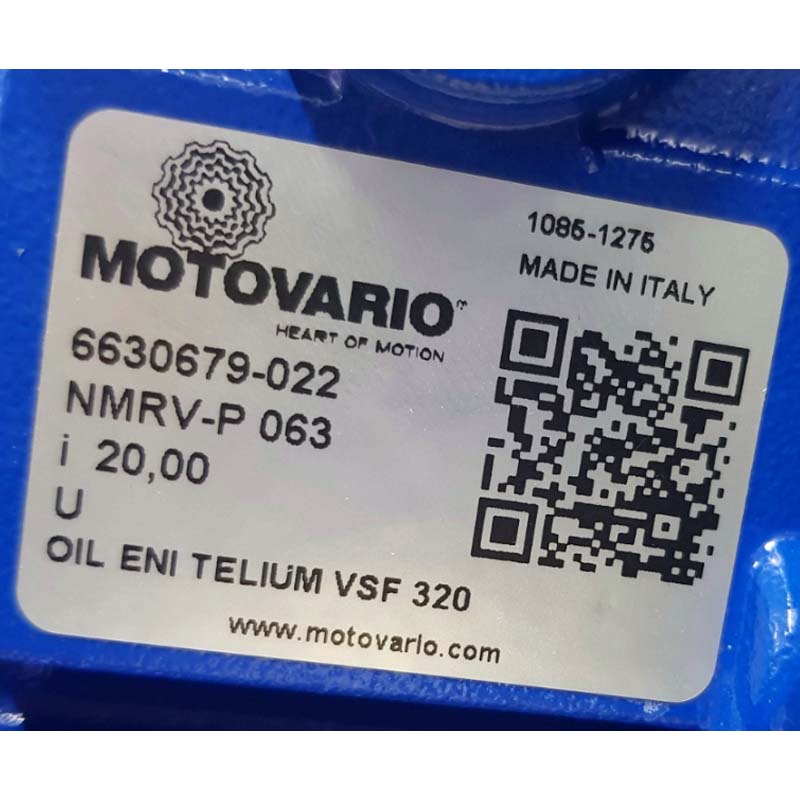 MOTOVARIO™
HEART OF MOTION
1085-1275
MADE IN ITALY
6630679-022
NMRV-P 063
i 20,00
U
OIL ENI TELIUM VSF 320
www.motovario.com